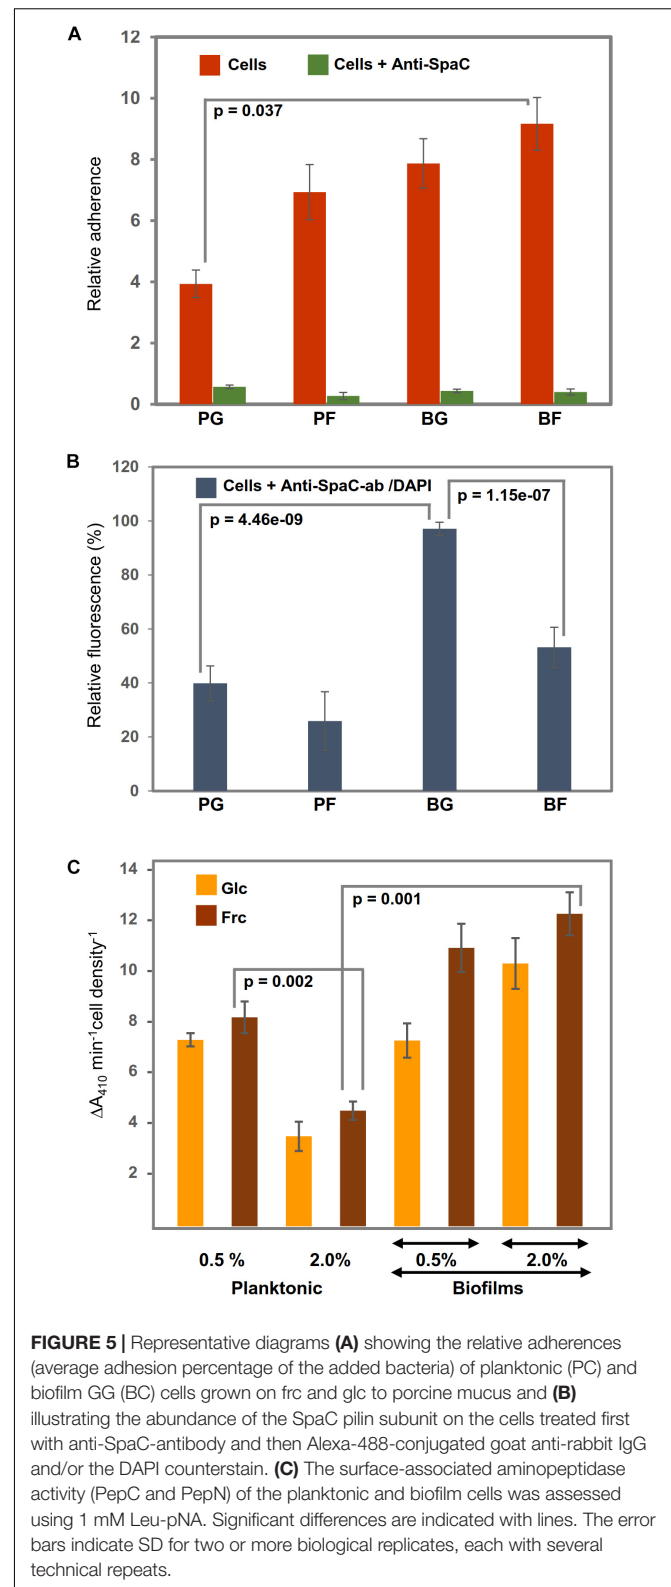 A
12
Cells
Cells + Anti-SpaC
10
p = 0.037
8
6
4
2
0
Relative adherence
PG PF BG BF
B
120
Cells + Anti-SpaC-ab /DAPI
p = 1.15e-07
p = 4.46e-09
100
80
60
40
20
0
Relative fluorescence (%)
PG PF BG BF
C
14
Glc
Frc
p = 0.001
12
10
p = 0.002
8
6
4
2
ΔA₄₁₀ min⁻¹cell density⁻¹
0.5 % 2.0% 0.5% 2.0%
Planktonic Biofilms
FIGURE 5 | Representative diagrams (A) showing the relative adherences
(average adhesion percentage of the added bacteria) of planktonic (PC) and
biofilm GG (BC) cells grown on frc and glc to porcine mucus and (B)
illustrating the abundance of the SpaC pilin subunit on the cells treated first
with anti-SpaC-antibody and then Alexa-488-conjugated goat anti-rabbit IgG
and/or the DAPI counterstain. (C) The surface-associated aminopeptidase
activity (PepC and PepN) of the planktonic and biofilm cells was assessed
using 1 mM Leu-pNA. Significant differences are indicated with lines. The error
bars indicate SD for two or more biological replicates, each with several
technical repeats.